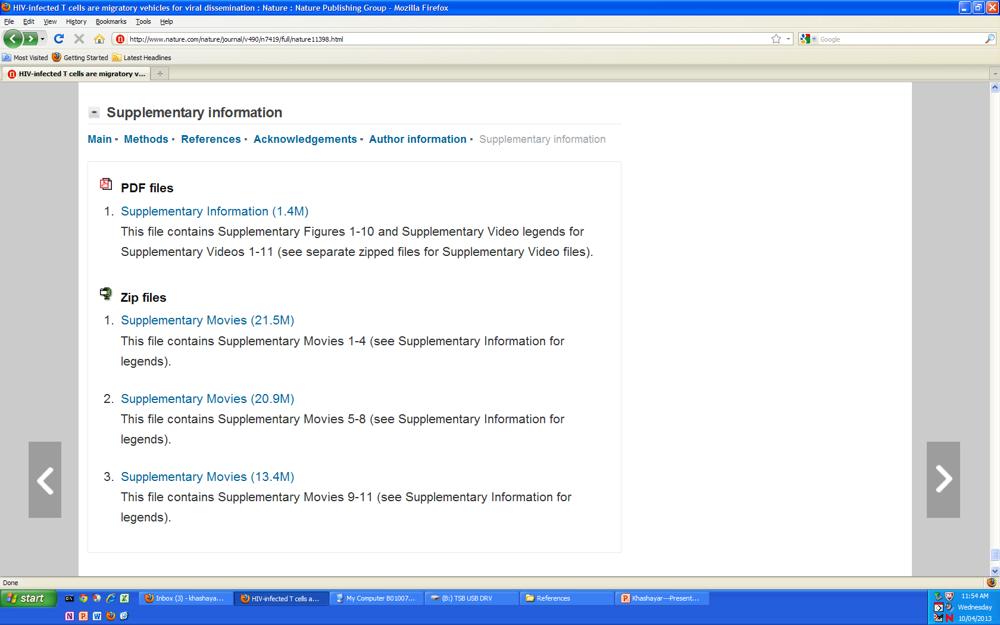 HIV-infected T cells are migratory vehicles for viral dissemination : Nature : Nature Publishing Group - Mozilla Firefox
File Edit View History Bookmarks Tools Help
http://www.nature.com/nature/journal/v490/n7419/full/nature11398.html
Google
Most Visited Getting Started Latest Headlines
HIV-infected T cells are migratory v...
Supplementary information
Main Methods References Acknowledgements Author information Supplementary information
PDF files
1. Supplementary Information (1.4M)
This file contains Supplementary Figures 1-10 and Supplementary Video legends for
Supplementary Videos 1-11 (see separate zipped files for Supplementary Video files).
Zip files
1. Supplementary Movies (21.5M)
This file contains Supplementary Movies 1-4 (see Supplementary Information for
legends).
2. Supplementary Movies (20.9M)
This file contains Supplementary Movies 5-8 (see Supplementary Information for
legends).
3. Supplementary Movies (13.4M)
This file contains Supplementary Movies 9-11 (see Supplementary Information for
legends).
Done
start
Inbox (3) - khashaya...
HIV-infected T cells a...
My Computer B01007...
(B:) TSB USB DRV
References
Khashayar---Present...
11:54 AM
Wednesday
10/04/2013